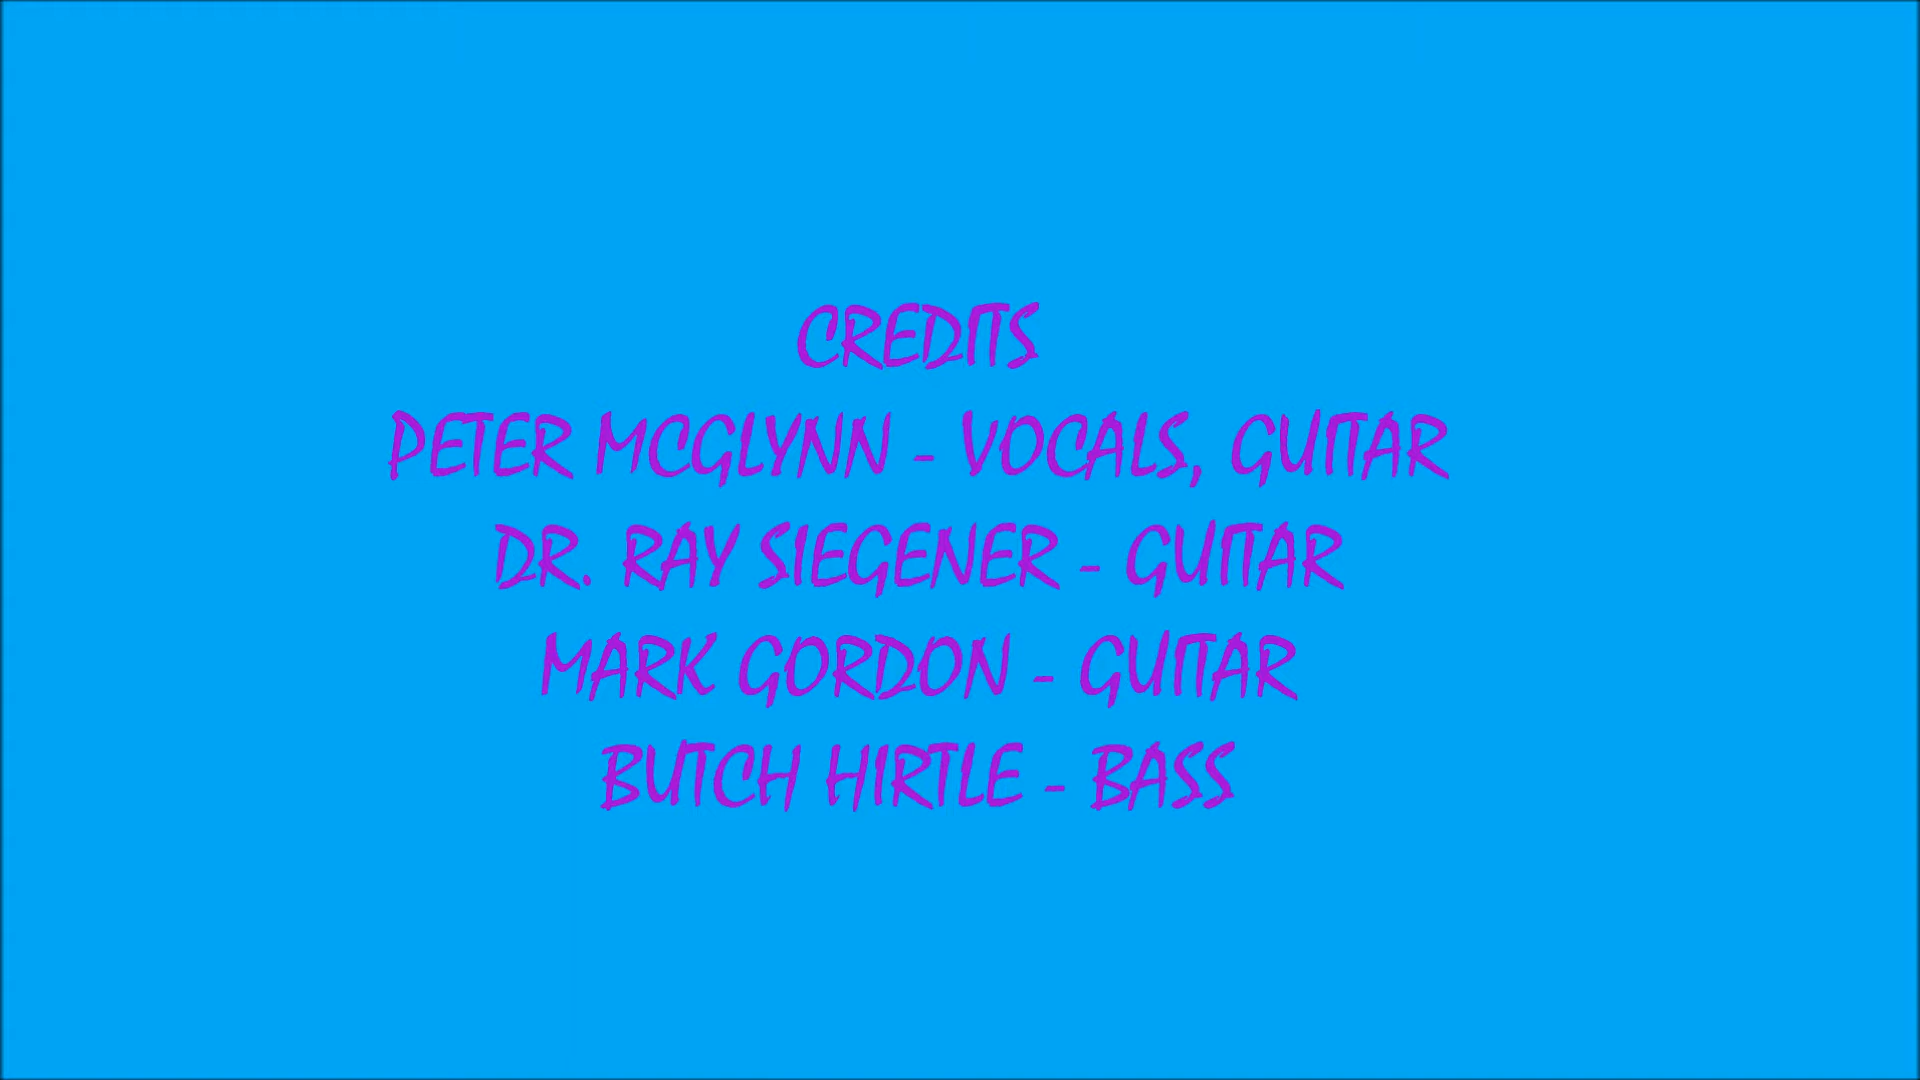 CREDITS
PETER MCGLYNN - VOCALS, GUITAR
DR. RAY SIEGENER - GUITAR
MARK GORDON - GUITAR
BUTCH HIRTLE - BASS